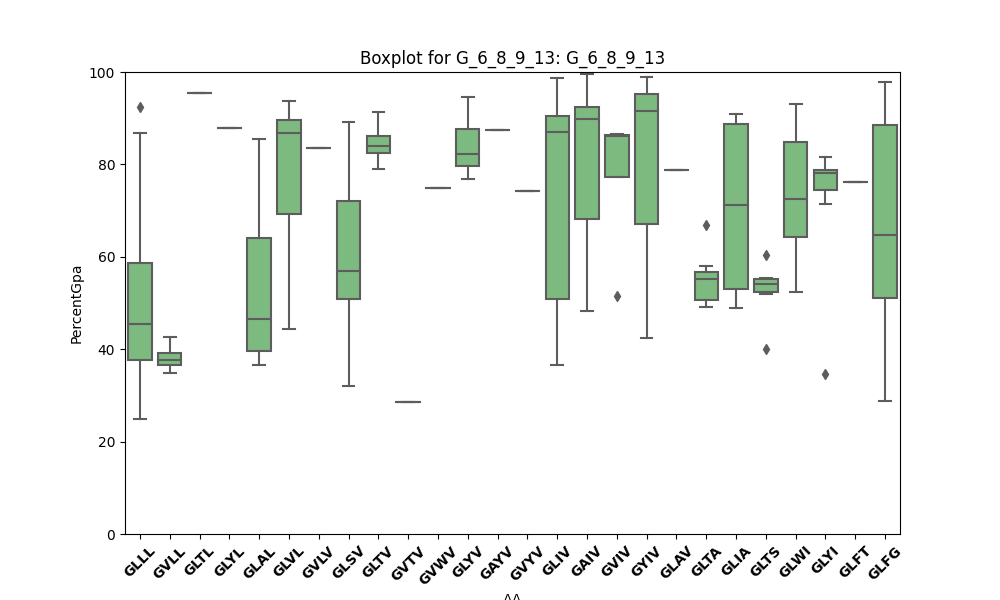 Boxplot for G_6_8_9_13: G_6_8_9_13
100
80
60
40
20
0
PercentGpa
GLLL GVLL GLTL GLYL GLAL GLVL GVLV GLSV GLTV GVTV GVWV GLYV GAYV GVYV GLIV GAIV GVIV GYIV GLAV GLTA GLIA GLTS GLWI GLYI GLFT GLFG
AA